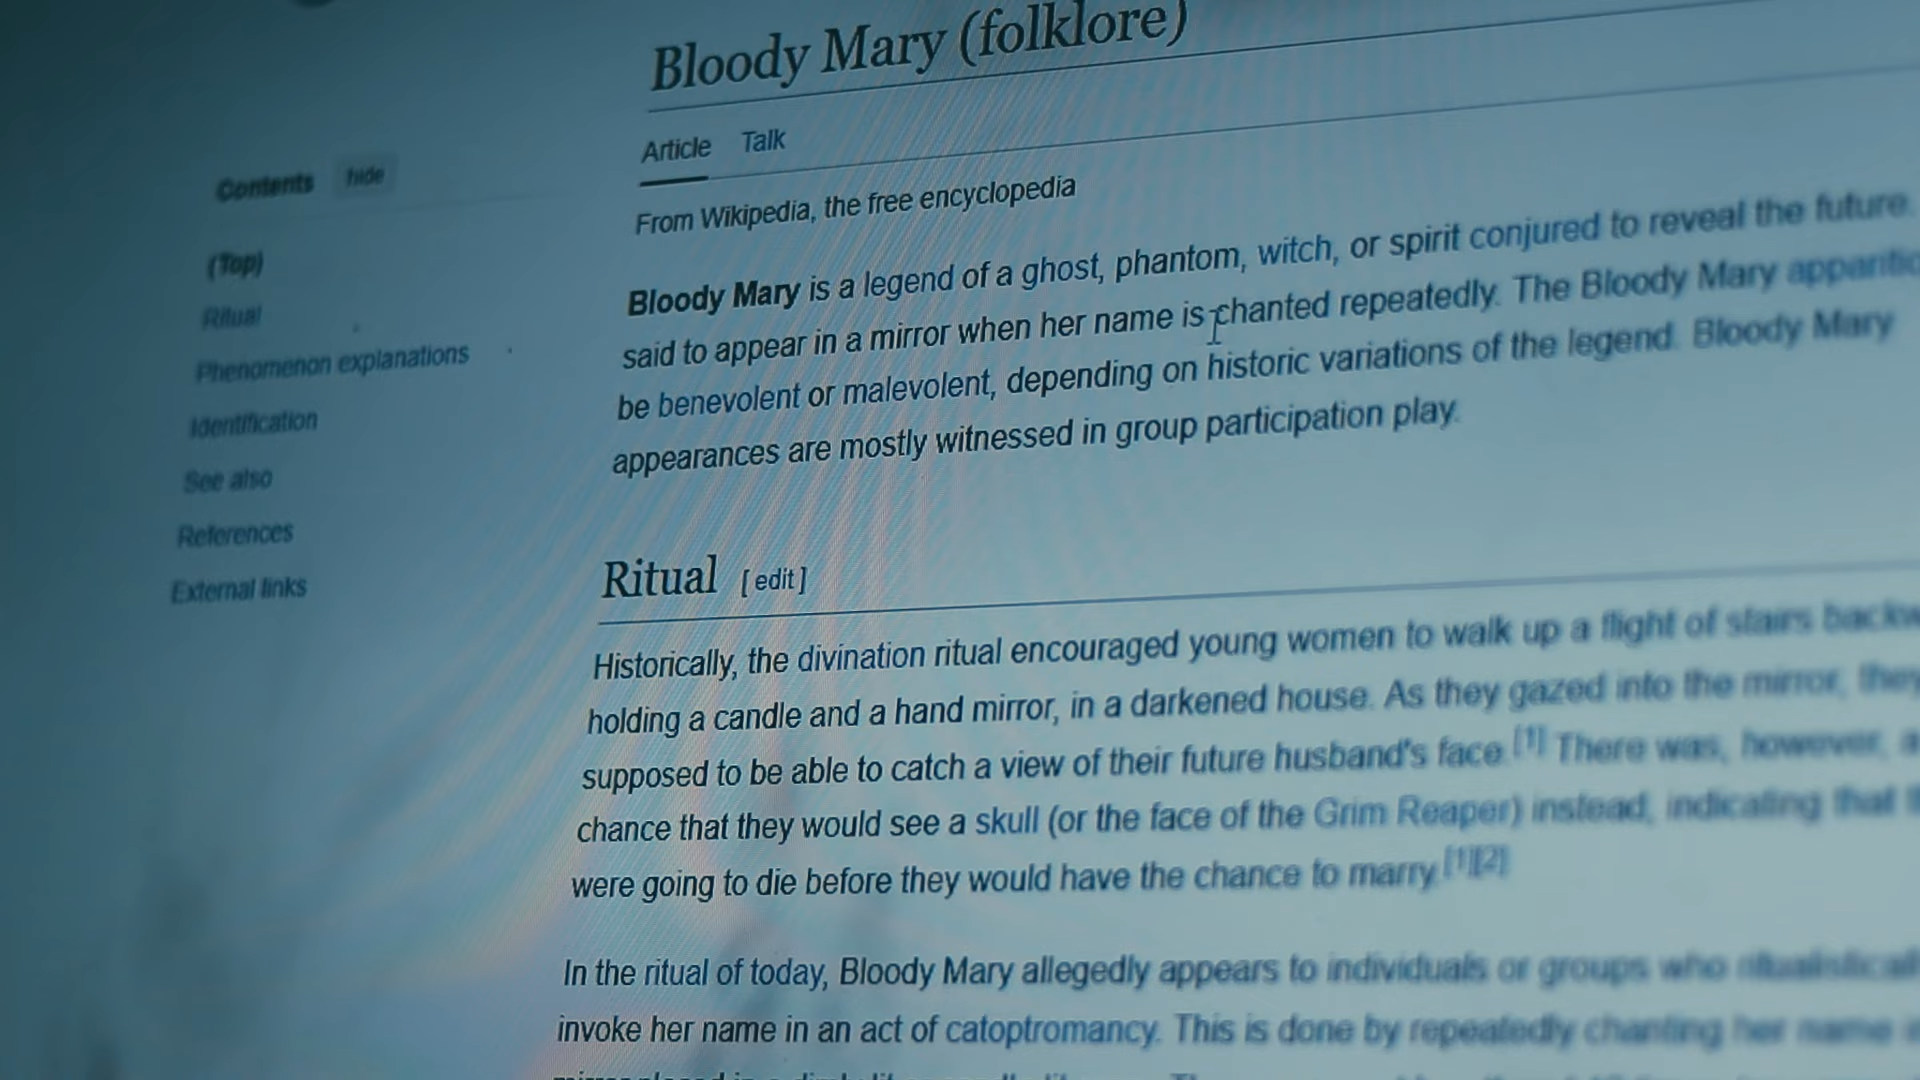 Bloody Mary (folklore)
Article Talk
Contents hide
From Wikipedia, the free encyclopedia
(Top)
Ritual
Phenomenon explanations
Identification
See also
References
External links
Bloody Mary is a legend of a ghost, phantom, witch, or spirit conjured to reveal the future.
said to appear in a mirror when her name is chanted repeatedly. The Bloody Mary
be benevolent or malevolent, depending on historic variations of the legend. Bloody Mary
appearances are mostly witnessed in group participation play.
Ritual [ edit ]
Historically, the divination ritual encouraged young women to walk up a flight of stairs
holding a candle and a hand mirror, in a darkened house. As they gazed into the mirror, they
supposed to be able to catch a view of their future husband's face.[1] There was, however, a
chance that they would see a skull (or the face of the Grim Reaper) instead, indicating that
were going to die before they would have the chance to marry.[1][2]
In the ritual of today, Bloody Mary allegedly appears to individuals or groups who
invoke her name in an act of catoptromancy. This is done by repeatedly chanting her name